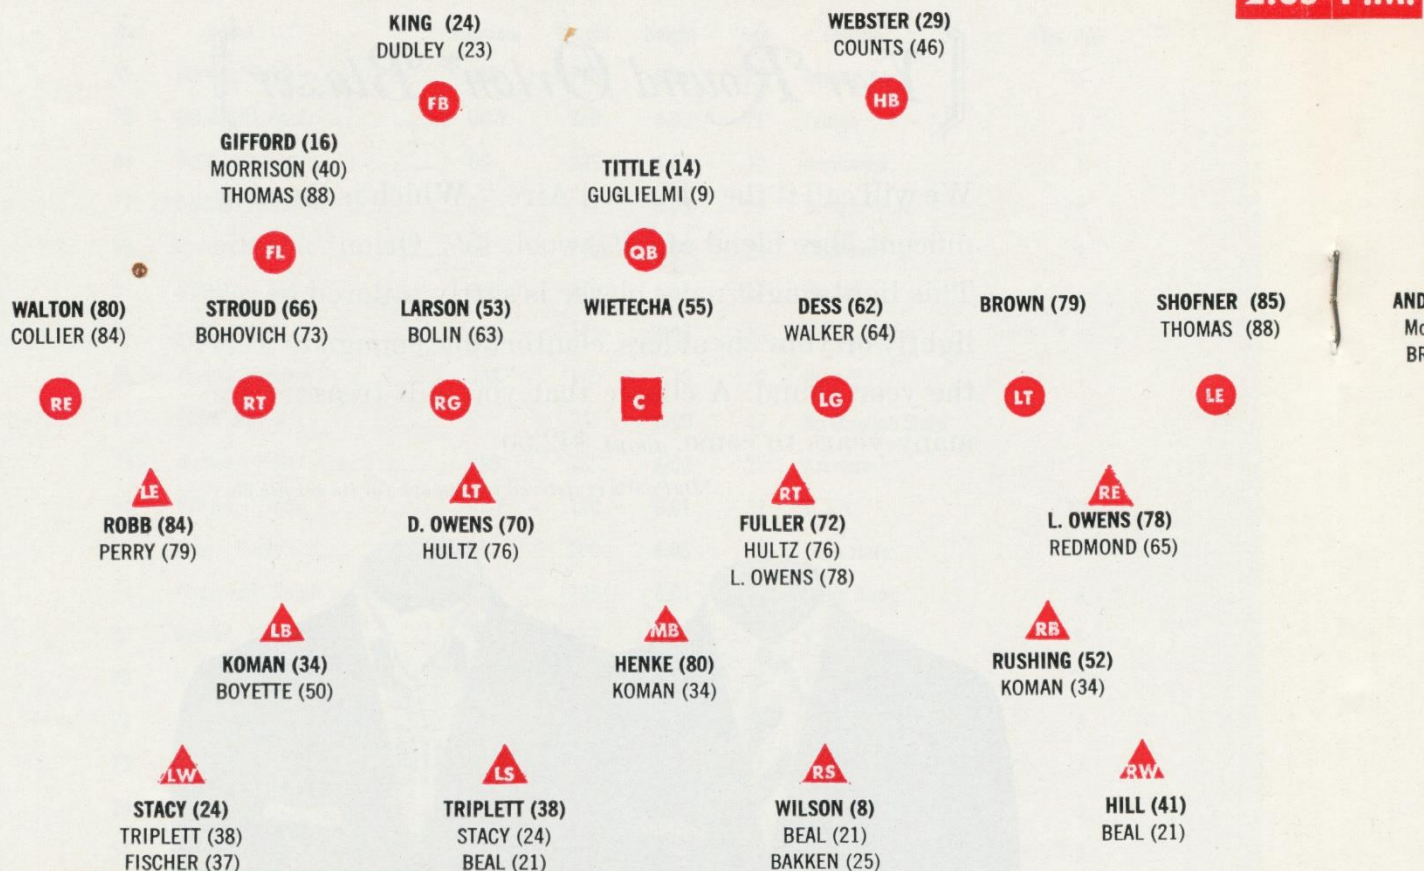 KING (24)
DUDLEY (23)
FB
WEBSTER (29)
COUNTS (46)
HB
GIFFORD (16)
MORRISON (40)
THOMAS (88)
FL
TITTLE (14)
GUGLIELMI (9)
QB
WALTON (80)
COLLIER (84)
RE
STROUD (66)
BOHOVICH (73)
RT
LARSON (53)
BOLIN (63)
RG
WIETECHA (55)
C
DESS (62)
WALKER (64)
LG
BROWN (79)
LT
SHOFNER (85)
THOMAS (88)
LE
LE
ROBB (84)
PERRY (79)
LT
D. OWENS (70)
HULTZ (76)
RT
FULLER (72)
HULTZ (76)
L. OWENS (78)
RE
L. OWENS (78)
REDMOND (65)
LB
KOMAN (34)
BOYETTE (50)
MB
HENKE (80)
KOMAN (34)
RB
RUSHING (52)
KOMAN (34)
LW
STACY (24)
TRIPLETT (38)
FISCHER (37)
LS
TRIPLETT (38)
STACY (24)
BEAL (21)
RS
WILSON (8)
BEAL (21)
BAKKEN (25)
RW
HILL (41)
BEAL (21)